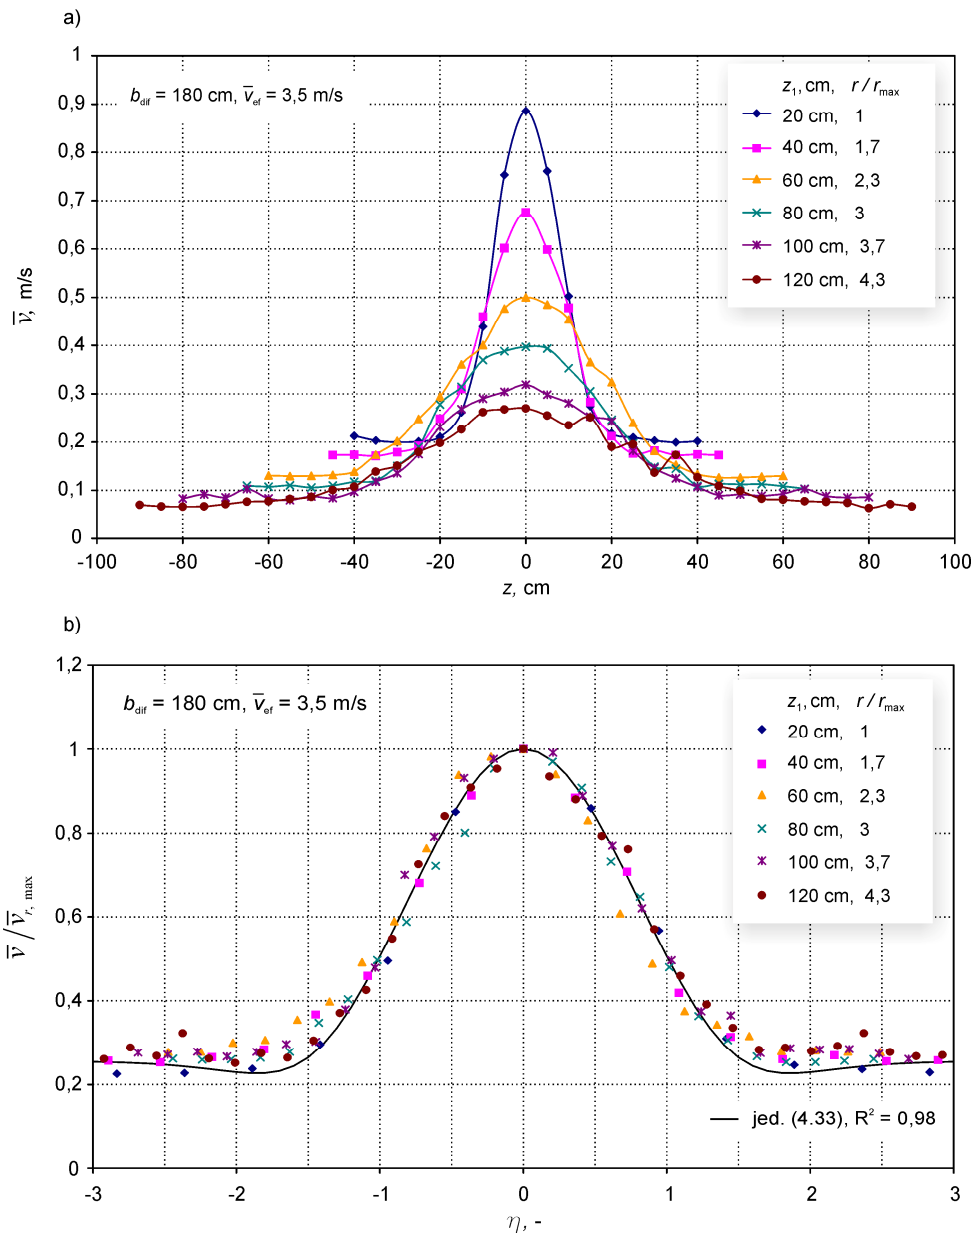 a)
1
0,9
0,8
0,7
0,6
0,5
0,4
0,3
0,2
0,1
0
v̅, m/s
b_dif = 180 cm, v̅_ef = 3,5 m/s
z₁, cm, r / r_max
20 cm, 1
40 cm, 1,7
60 cm, 2,3
80 cm, 3
100 cm, 3,7
120 cm, 4,3
-100 -80 -60 -40 -20 0 20 40 60 80 100
z, cm
b)
1,2
1
0,8
0,6
0,4
0,2
0
v̅ / v̅_r, max
b_dif = 180 cm, v̅_ef = 3,5 m/s
z₁, cm, r / r_max
20 cm, 1
40 cm, 1,7
60 cm, 2,3
80 cm, 3
100 cm, 3,7
120 cm, 4,3
jed. (4.33), R² = 0,98
-3 -2 -1 0 1 2 3
η, -